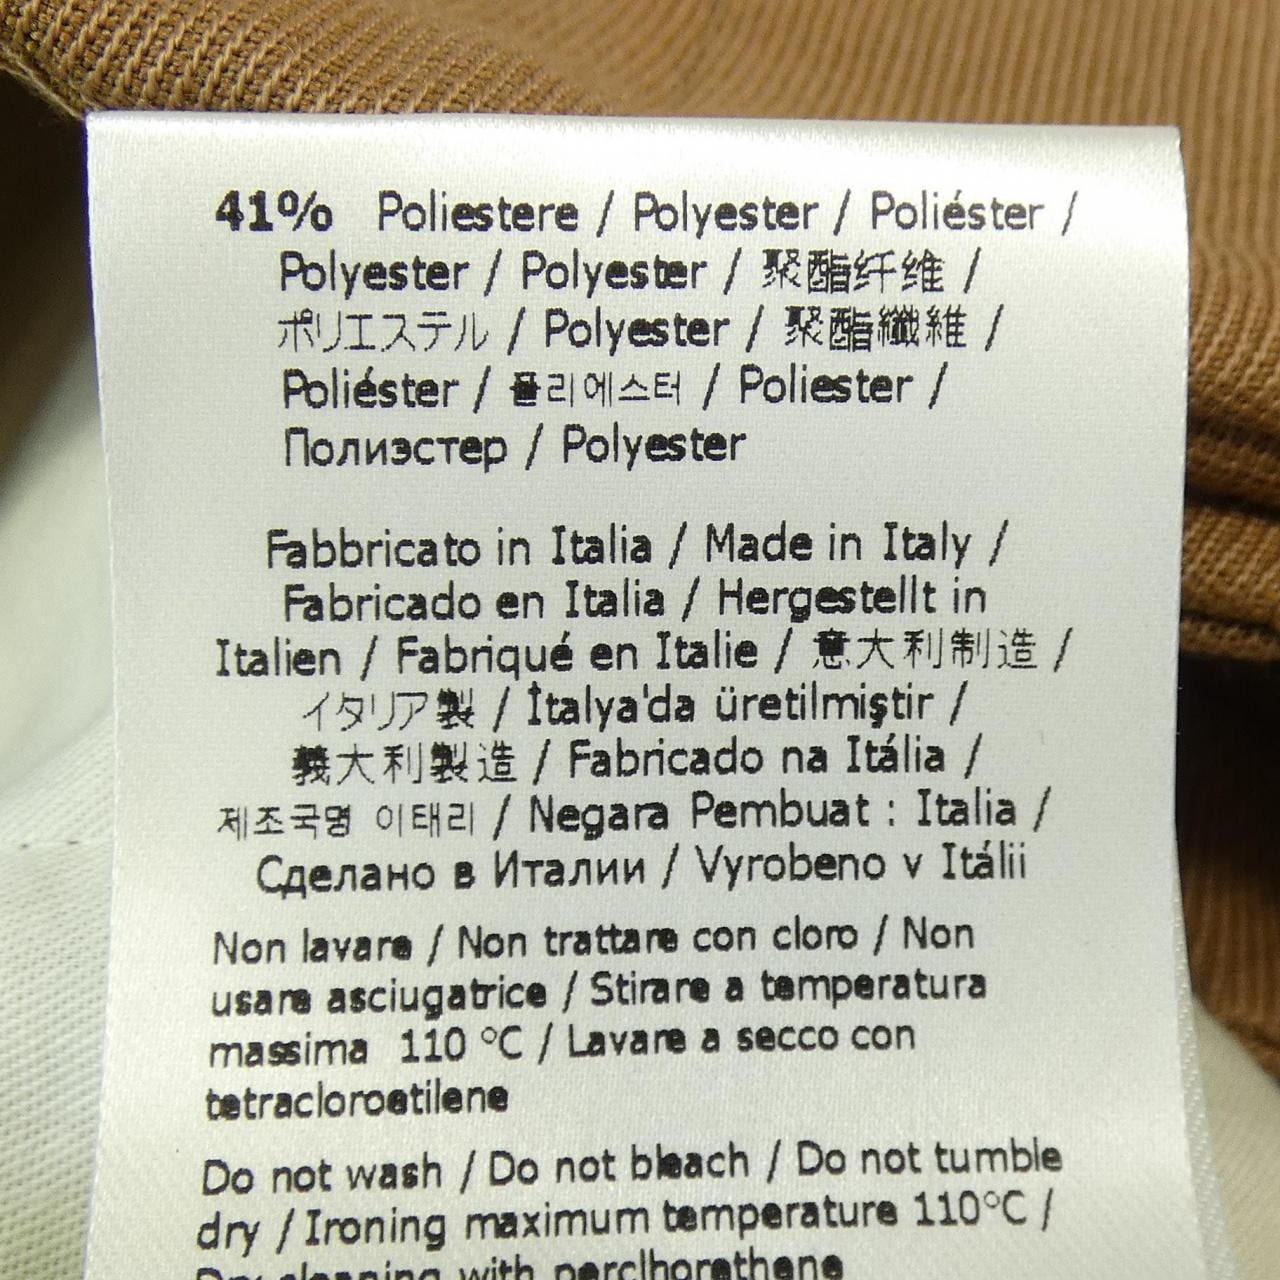 41% Poliestere / Polyester / Poliéster /
Polyester / Polyester / 聚酯纤维 /
ポリエステル / Polyester / 聚酯纖維 /
Poliéster / 폴리에스터 / Poliester /
Полиэстер / Polyester
Fabbricato in Italia / Made in Italy /
Fabricado en Italia / Hergestellt in
Italien / Fabriqué en Italie / 意大利制造 /
イタリア製 / İtalya'da üretilmiştir /
義大利製造 / Fabricado na Itália /
제조국명 이태리 / Negara Pembuat : Italia /
Сделано в Италии / Vyrobeno v Itálii
Non lavare / Non trattare con cloro / Non
usare asciugatrice / Stirare a temperatura
massima 110 °C / Lavare a secco con
tetracloroetilene
Do not wash / Do not bleach / Do not tumble
dry / Ironing maximum temperature 110°C /
Dry cleaning with perclhorethene